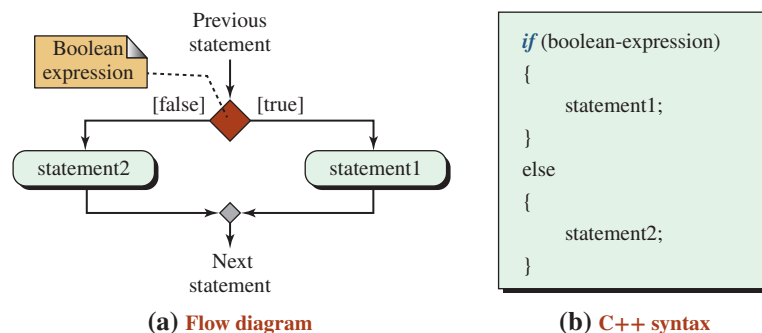 Previous
statement
Boolean
expression
[false]
[true]
statement2
statement1
Next
statement
(a) Flow diagram
if (boolean-expression)
{
statement1;
}
else
{
statement2;
}
(b) C++ syntax